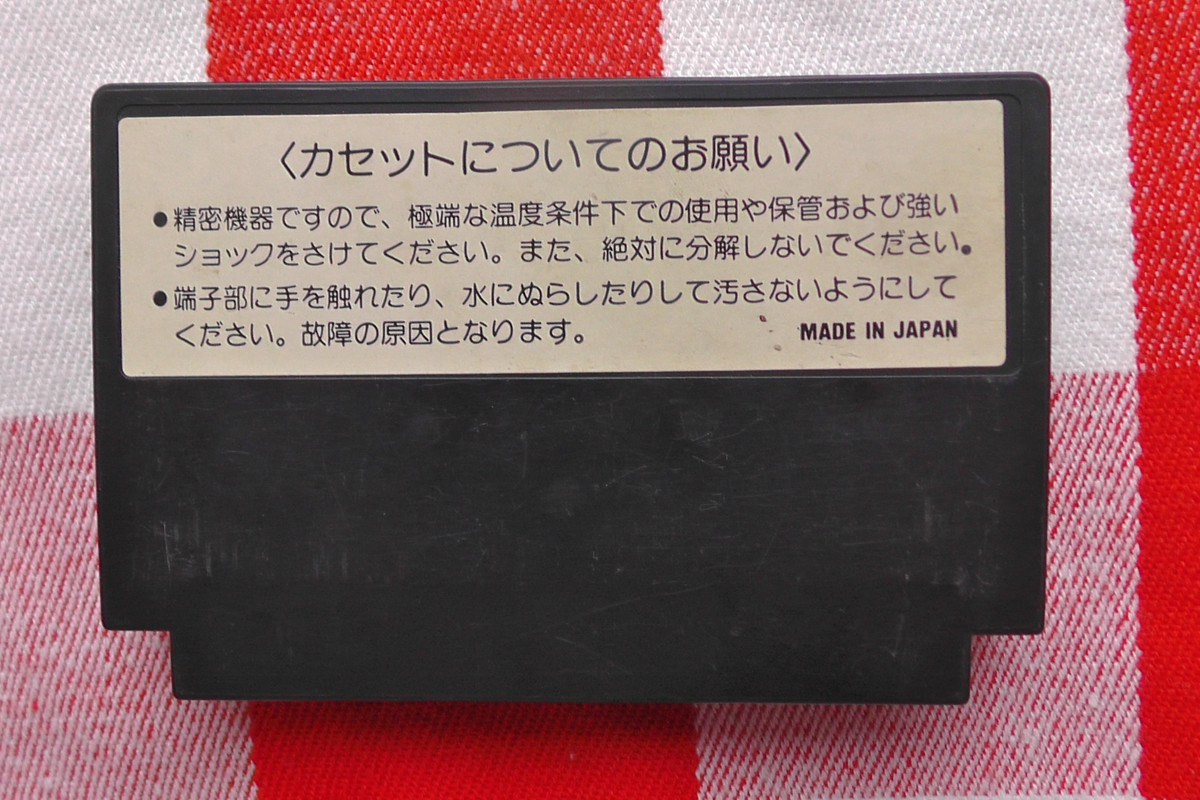 〈カセットについてのお願い〉
●精密機器ですので、極端な温度条件下での使用や保管および強い
ショックをさけてください。また、絶対に分解しないでください。
●端子部に手を触れたり、水にぬらしたりして汚さないようにして
ください。故障の原因となります。
MADE IN JAPAN